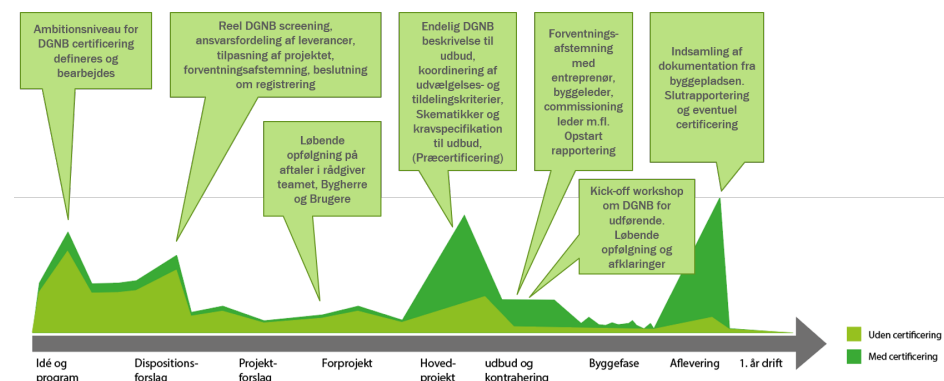 Ambitionsniveau for
DGNB certificering
defineres og
bearbejdes
Reel DGNB screening,
ansvarsfordeling af leverancer,
tilpasning af projektet,
forventningsafstemning, beslutning
om registrering
Løbende
opfølgning på
aftaler i rådgiver
teamet, Bygherre
og Brugere
Endelig DGNB
beskrivelse til
udbud,
koordinering af
udvælgelses- og
tildelingskriterier,
Skematikker og
kravspecifikation
til udbud,
(Præcertificering)
Forventnings-
afstemning
med
entreprenør,
byggeleder,
commissioning
leder m.fl.
Opstart
rapportering
Kick-off workshop
om DGNB for
udførende.
Løbende
opfølgning og
afklaringer
Indsamling af
dokumentation fra
byggepladsen.
Slutrapportering
og eventuel
certificering
Uden certificering
Med certificering
Idé og
program
Dispositions-
forslag
Projekt-
forslag
Forprojekt
Hoved-
projekt
udbud og
kontrahering
Byggefase
Aflevering
1. år drift